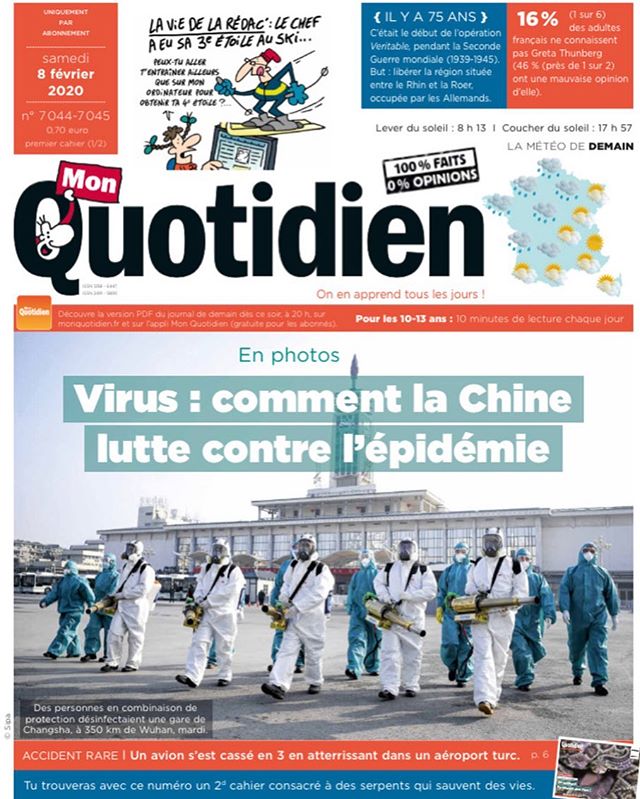 UNIQUEMENT
PAR
ABONNEMENT
samedi
8 février
2020
n° 7044-7045
0,70 euro
premier cahier (1/2)
LA VIE DE LA RÉDAC' : LE CHEF
A EU SA 3e ÉTOILE AU SKI...
PEUX-TU ALLER
T'ENTRAÎNER AILLEURS
QUE SUR MON
ORDINATEUR POUR
OBTENIR TA 4e ÉTOILE ?...
{ IL Y A 75 ANS }
C'était le début de l'opération
Veritable, pendant la Seconde
Guerre mondiale (1939-1945).
But : libérer la région située
entre le Rhin et la Roer,
occupée par les Allemands.
16 % (1 sur 6)
des adultes
français ne connaissent
pas Greta Thunberg
(46 % (près de 1 sur 2)
ont une mauvaise opinion
d'elle).
Lever du soleil : 8 h 13 I Coucher du soleil : 17 h 57
LA MÉTÉO DE DEMAIN
100 % FAITS
0 % OPINIONS
Mon
Quotidien
On en apprend tous les jours !
Quotidien
Découvre la version PDF du journal de demain dès ce soir, à 20 h, sur
monquotidien.fr et sur l'appli Mon Quotidien (gratuite pour les abonnés).
Pour les 10-13 ans : 10 minutes de lecture chaque jour
En photos
Virus : comment la Chine
lutte contre l'épidémie
Des personnes en combinaison de
protection désinfectaient une gare de
Changsha, à 350 km de Wuhan, mardi.
© Sipa
ACCIDENT RARE I Un avion s'est cassé en 3 en atterrissant dans un aéroport turc. p. 6
Tu trouveras avec ce numéro un 2d cahier consacré à des serpents qui sauvent des vies.
Quotidien